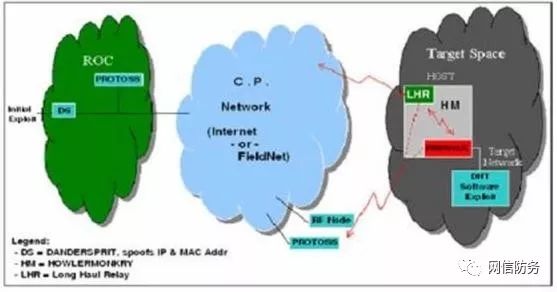 ROC
PROTOSS
Initial
Exploit
DS
C.P.
Network
(Internet
- or -
FieldNet)
RF Node
PROTOSS
Target Space
HOST
LHR
HM
Target
Network
DNT
Software
Exploit
Legend:
- DS = DANDERSPRIT, spoofs IP & MAC Addr
- HM = HOWLERMONKRY
- LHR = Long Haul Relay
网信防务